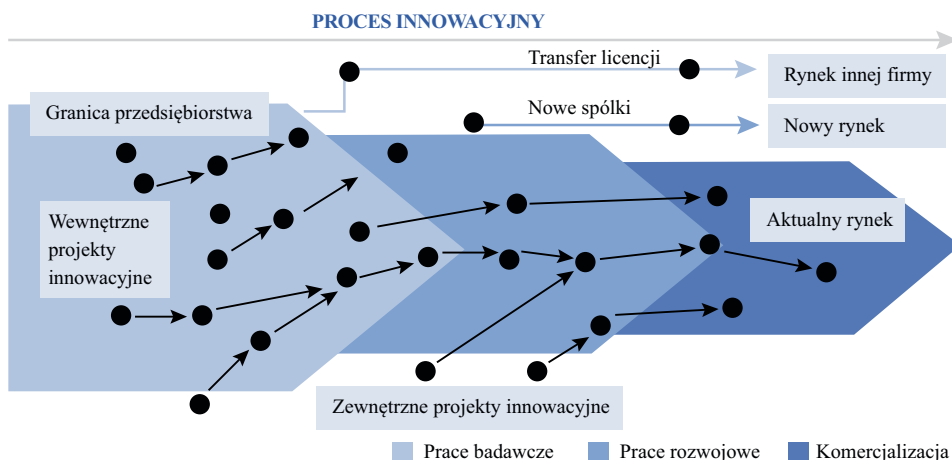 PROCES INNOWACYJNY
Transfer licencji
Rynek innej firmy
Granica przedsiębiorstwa
Nowe spólki
Nowy rynek
Wewnętrzne
projekty
innowacyjne
Aktualny rynek
Zewnętrzne projekty innowacyjne
Prace badawcze
Prace rozwojowe
Komercjalizacja